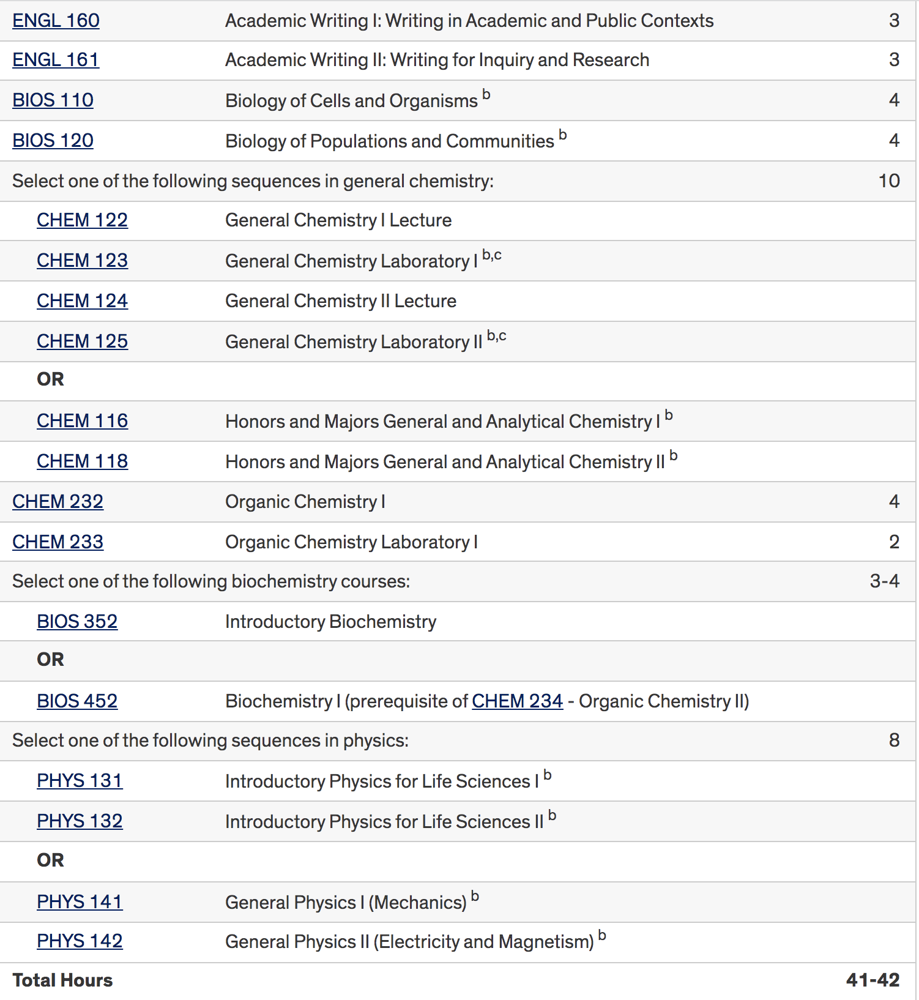 ENGL 160 Academic Writing I: Writing in Academic and Public Contexts 3
ENGL 161 Academic Writing II: Writing for Inquiry and Research 3
BIOS 110 Biology of Cells and Organisms b 4
BIOS 120 Biology of Populations and Communities b 4
Select one of the following sequences in general chemistry: 10
CHEM 122 General Chemistry I Lecture
CHEM 123 General Chemistry Laboratory I b,c
CHEM 124 General Chemistry II Lecture
CHEM 125 General Chemistry Laboratory II b,c
OR
CHEM 116 Honors and Majors General and Analytical Chemistry I b
CHEM 118 Honors and Majors General and Analytical Chemistry II b
CHEM 232 Organic Chemistry I 4
CHEM 233 Organic Chemistry Laboratory I 2
Select one of the following biochemistry courses: 3-4
BIOS 352 Introductory Biochemistry
OR
BIOS 452 Biochemistry I (prerequisite of CHEM 234 - Organic Chemistry II)
Select one of the following sequences in physics: 8
PHYS 131 Introductory Physics for Life Sciences I b
PHYS 132 Introductory Physics for Life Sciences II b
OR
PHYS 141 General Physics I (Mechanics) b
PHYS 142 General Physics II (Electricity and Magnetism) b
Total Hours 41-42